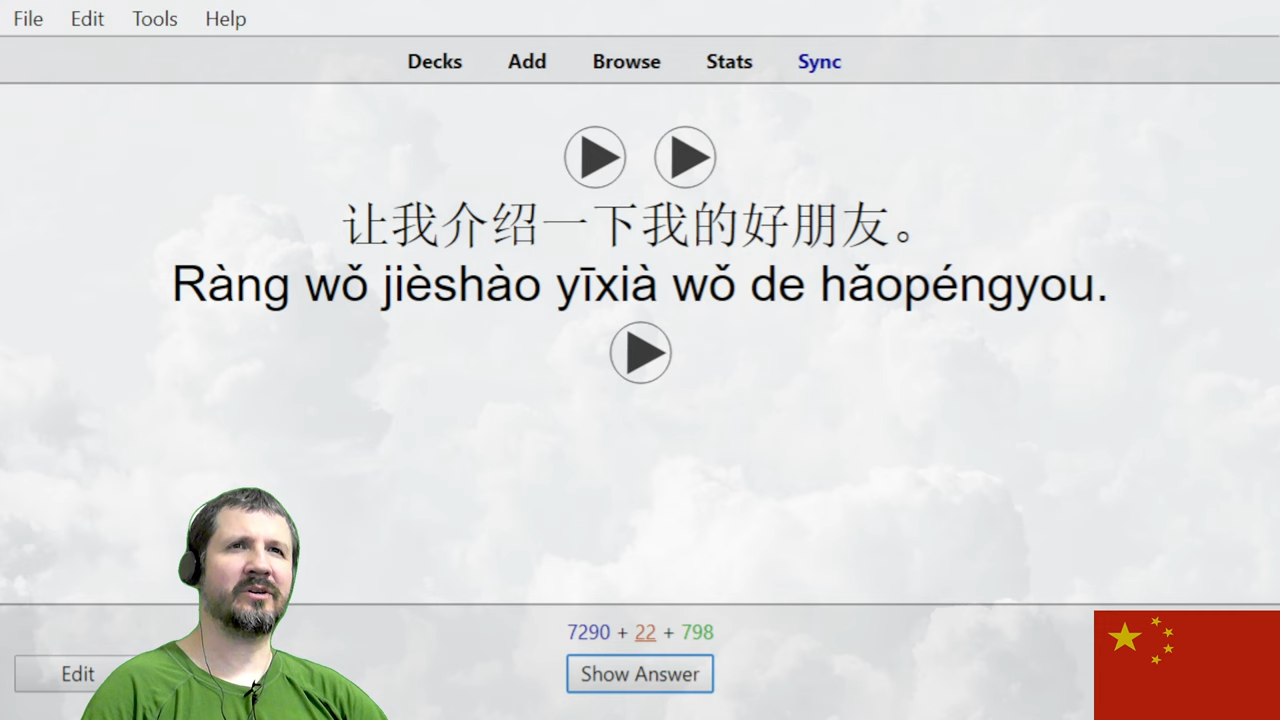 File Edit Tools Help
Decks Add Browse Stats Sync
让我介绍一下我的好朋友。
Ràng wǒ jièshào yīxià wǒ de hǎopéngyou.
7290 + 22 + 798
Edit Show Answer